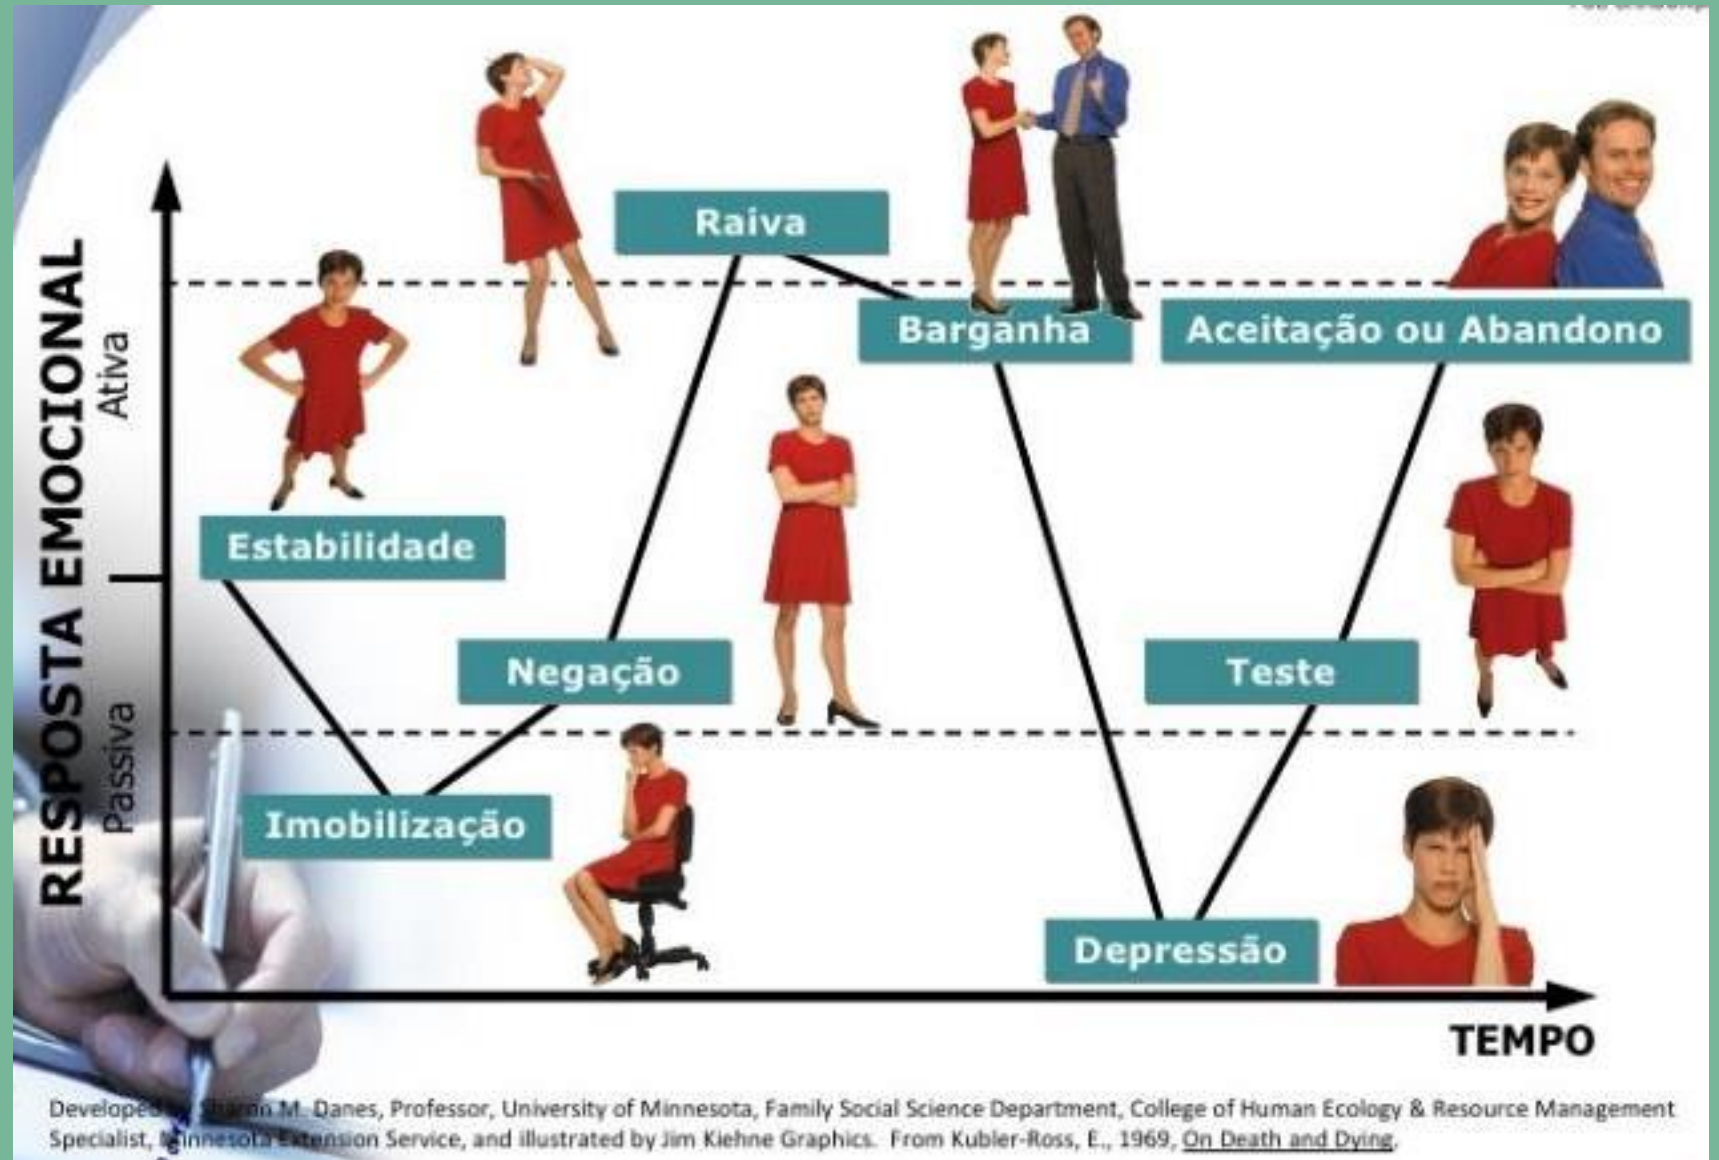 RESPOSTA EMOCIONAL
Ativa
Passiva
Raiva
Barganha
Aceitação ou Abandono
Estabilidade
Negação
Teste
Imobilização
Depressão
TEMPO
Developed Sharon M. Danes, Professor, University of Minnesota, Family Social Science Department, College of Human Ecology & Resource Management
Specialist, Minnesota Extension Service, and illustrated by Jim Kiehne Graphics. From Kubler-Ross, E., 1969, On Death and Dying.